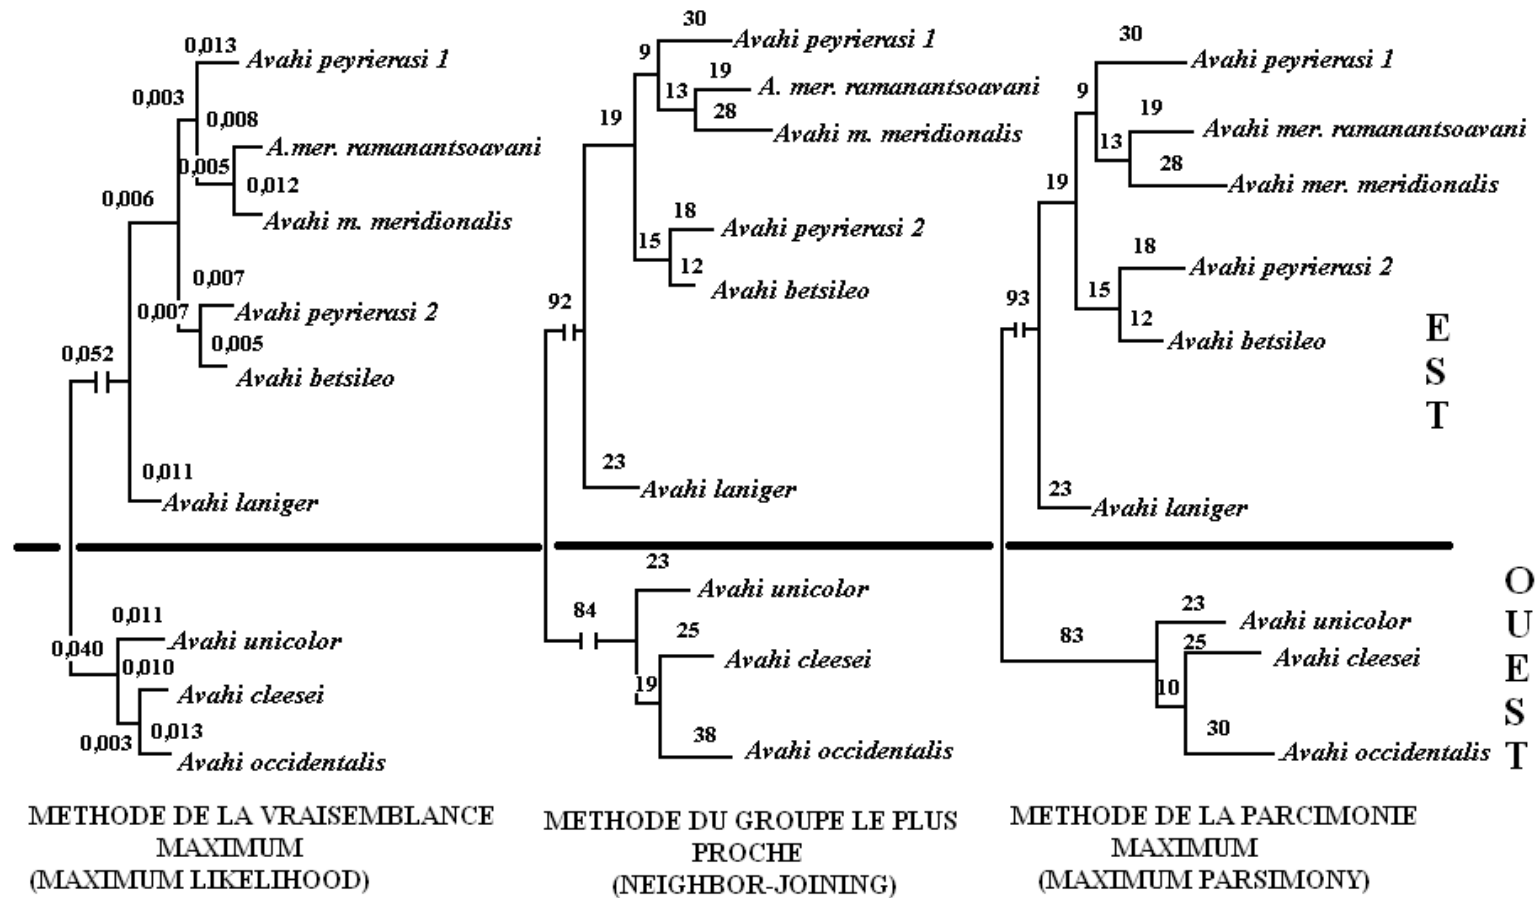 0,013
Avahi peyrierasi 1
0,003
0,008
A.mer. ramanantsoavani
0,005
0,012
Avahi m. meridionalis
0,006
0,007
Avahi peyrierasi 2
0,007
0,005
Avahi betsileo
0,052
0,011
Avahi laniger
0,011
Avahi unicolor
0,040
0,010
Avahi cleesei
0,013
0,003
Avahi occidentalis
METHODE DE LA VRAISEMBLANCE
MAXIMUM
(MAXIMUM LIKELIHOOD)
30
Avahi peyrierasi 1
9
19
A. mer. ramanantsoavani
13
28
Avahi m. meridionalis
19
18
Avahi peyrierasi 2
15
12
Avahi betsileo
92
23
Avahi laniger
23
Avahi unicolor
84
25
Avahi cleesei
19
38
Avahi occidentalis
METHODE DU GROUPE LE PLUS
PROCHE
(NEIGHBOR-JOINING)
30
Avahi peyrierasi 1
9
19
Avahi mer. ramanantsoavani
13
28
Avahi mer. meridionalis
19
18
Avahi peyrierasi 2
15
12
Avahi betsileo
93
23
Avahi laniger
23
Avahi unicolor
83
25
Avahi cleesei
10
30
Avahi occidentalis
METHODE DE LA PARCIMONIE
MAXIMUM
(MAXIMUM PARSIMONY)
E
S
T
O
U
E
S
T